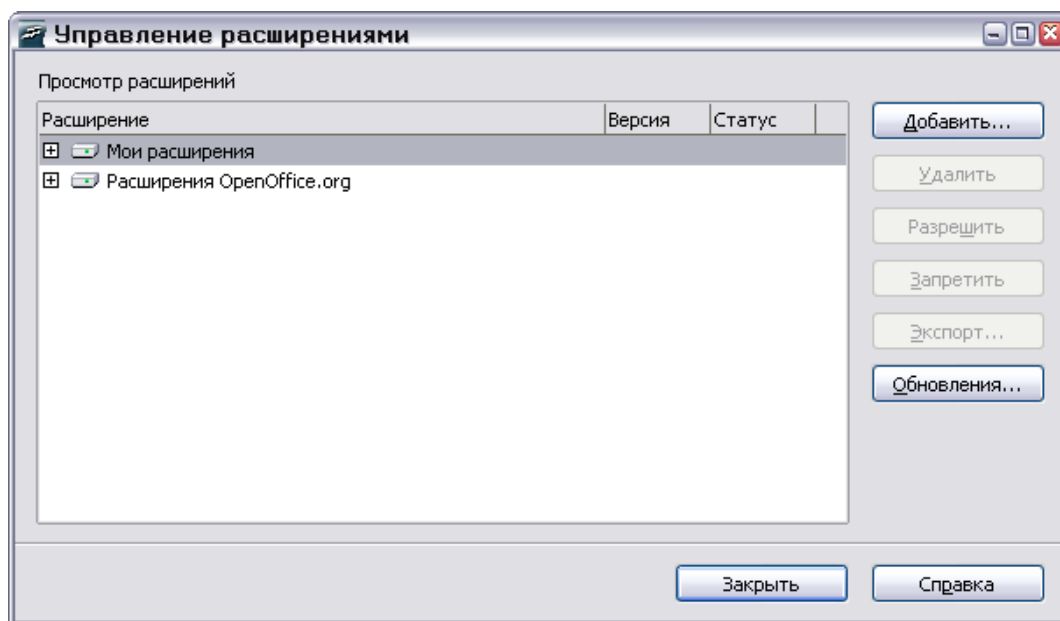 Управление расширениями
Просмотр расширений
Расширение Версия Статус
Мои расширения
Расширения OpenOffice.org
Добавить...
Удалить
Разрешить
Запретить
Экспорт...
Обновления...
Закрыть Справка